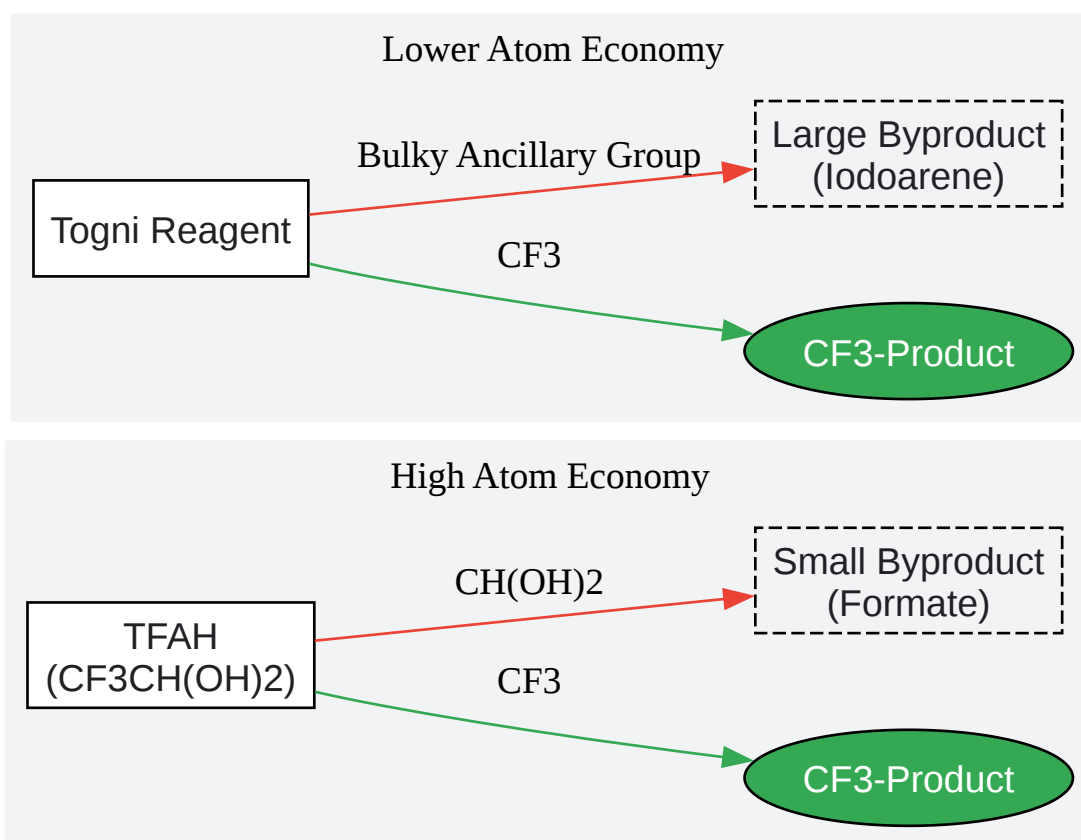 Lower Atom Economy
Bulky Ancillary Group
Large Byproduct
(Iodoarene)
Togni Reagent
CF3
CF3-Product
High Atom Economy
CH(OH)2
Small Byproduct
(Formate)
TFAH
(CF3CH(OH)2)
CF3
CF3-Product